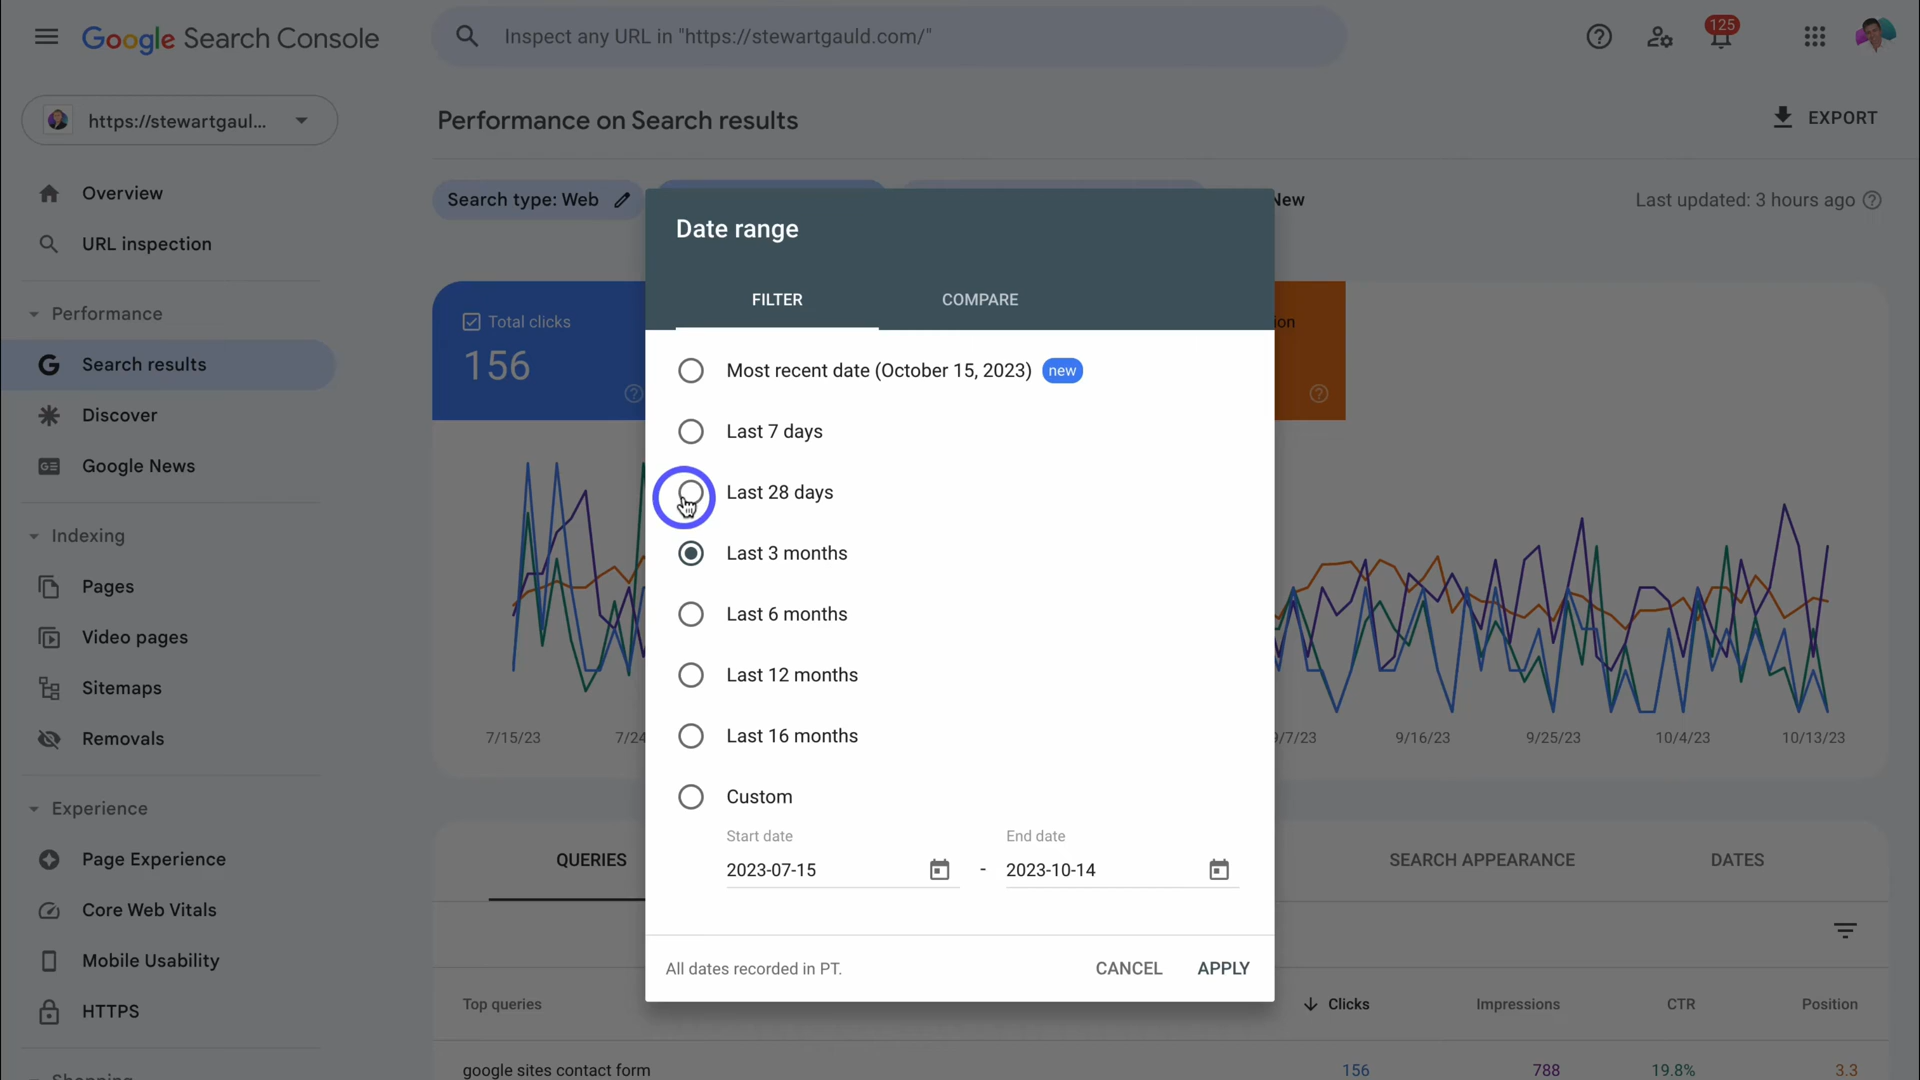 Google Search Console
Inspect any URL in "https://stewartgauld.com/"
125
https://stewartgaul...
Performance on Search results
EXPORT
Overview
URL inspection
Performance
Search results
Discover
Google News
Indexing
Pages
Video pages
Sitemaps
Removals
Experience
Page Experience
Core Web Vitals
Mobile Usability
HTTPS
Search type: Web
New
Last updated: 3 hours ago
Total clicks
156
Date range
FILTER
COMPARE
Most recent date (October 15, 2023) new
Last 7 days
Last 28 days
Last 3 months
Last 6 months
Last 12 months
Last 16 months
Custom
Start date
End date
2023-07-15 - 2023-10-14
All dates recorded in PT.
CANCEL
APPLY
7/15/23
9/16/23
9/25/23
10/4/23
10/13/23
QUERIES
SEARCH APPEARANCE
DATES
Top queries
Clicks
Impressions
CTR
Position
google sites contact form
156
788
19.8%
3.3